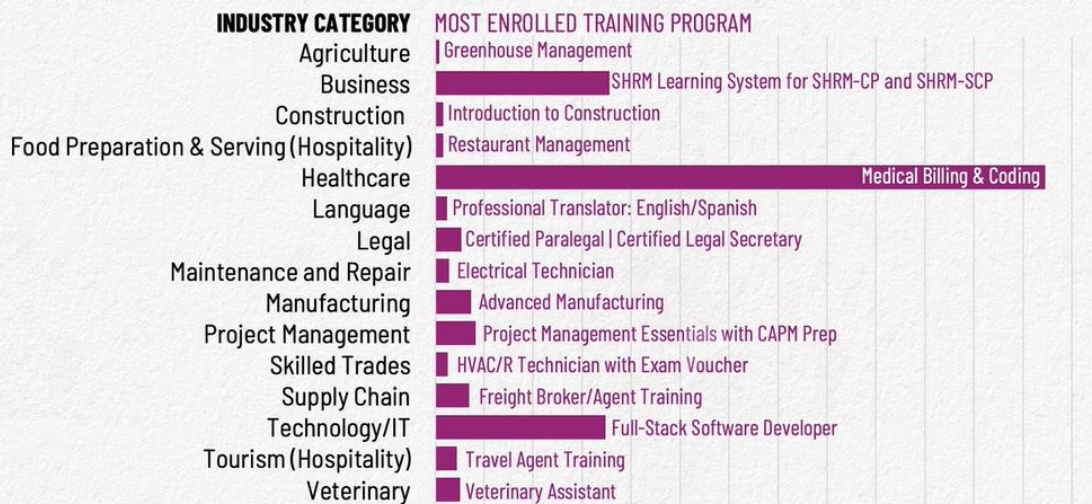 INDUSTRY CATEGORY MOST ENROLLED TRAINING PROGRAM
Agriculture Greenhouse Management
Business SHRM Learning System for SHRM-CP and SHRM-SCP
Construction Introduction to Construction
Food Preparation & Serving (Hospitality) Restaurant Management
Healthcare Medical Billing & Coding
Language Professional Translator: English/Spanish
Legal Certified Paralegal | Certified Legal Secretary
Maintenance and Repair Electrical Technician
Manufacturing Advanced Manufacturing
Project Management Project Management Essentials with CAPM Prep
Skilled Trades HVAC/R Technician with Exam Voucher
Supply Chain Freight Broker/Agent Training
Technology/IT Full-Stack Software Developer
Tourism (Hospitality) Travel Agent Training
Veterinary Veterinary Assistant